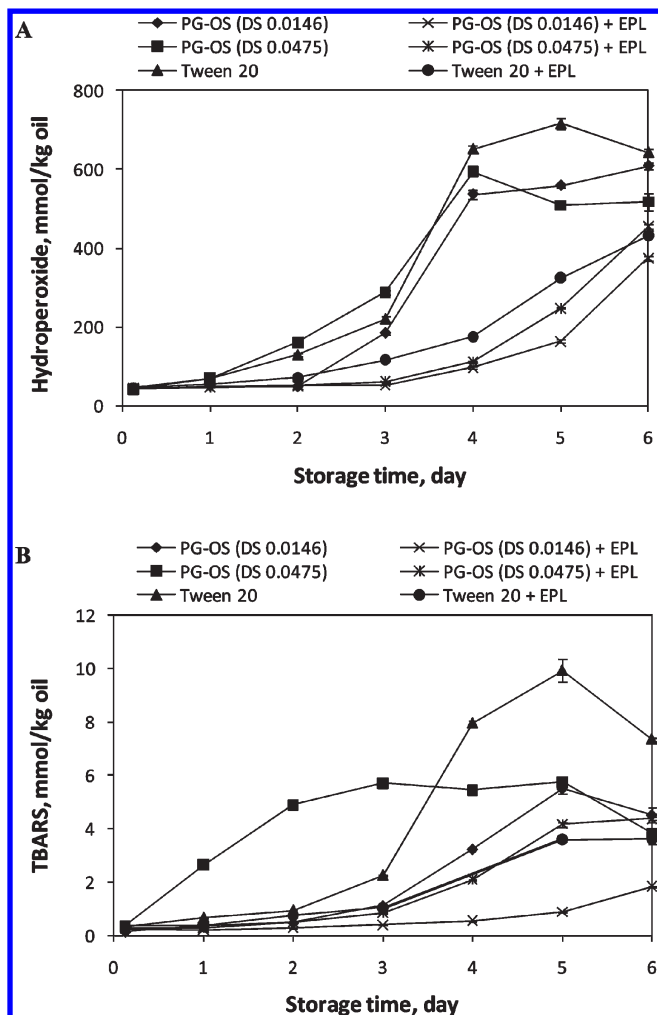 A
PG-OS (DS 0.0146) PG-OS (DS 0.0146) + EPL
PG-OS (DS 0.0475) PG-OS (DS 0.0475) + EPL
Tween 20 Tween 20 + EPL
800
600
400
200
0
Hydroperoxide, mmol/kg oil
0 1 2 3 4 5 6
Storage time, day
B
PG-OS (DS 0.0146) PG-OS (DS 0.0146) + EPL
PG-OS (DS 0.0475) PG-OS (DS 0.0475) + EPL
Tween 20 Tween 20 + EPL
12
10
8
6
4
2
0
TBARS, mmol/kg oil
0 1 2 3 4 5 6
Storage time, day